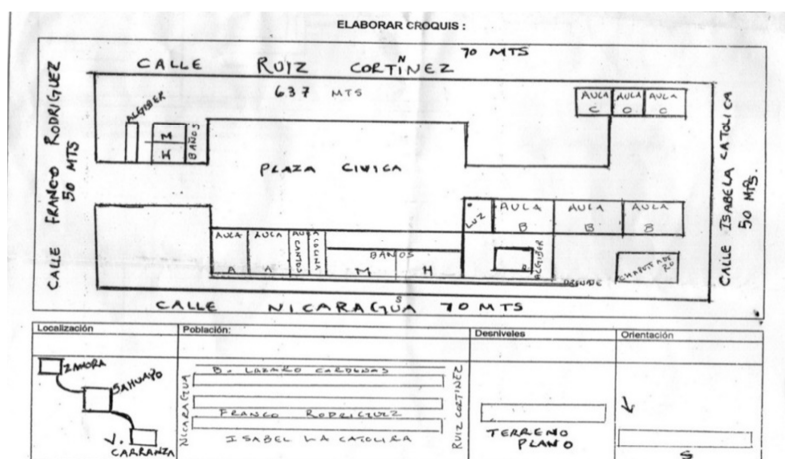 ELABORAR CROQUIS :
70 MTS
CALLE RUIZ CORTINEZ
N
637 MTS
CALLE FRANCO RODRIGUEZ
50 MTS
ALGIBER
M
H
BAÑOS
AULA AULA AULA
C C C
PLAZA CIVICA
CALLE ISABELA CATOLICA
50 MTS.
LUZ
AULA AULA AULA
B B B
AULA AULA
A A
BAÑOS
M H
ALGIBER
CALLE NICARAGUA 70 MTS
S
Localización
Población:
Desniveles
Orientación
ZAMORA
SAHUAYO
V. CARRANZA
NICARAGUA
B. LAZARO CARDENAS
FRANCO RODRIGUEZ
ISABEL LA CATOLICA
RUIZ CORTINEZ
TERRENO
PLANO
S